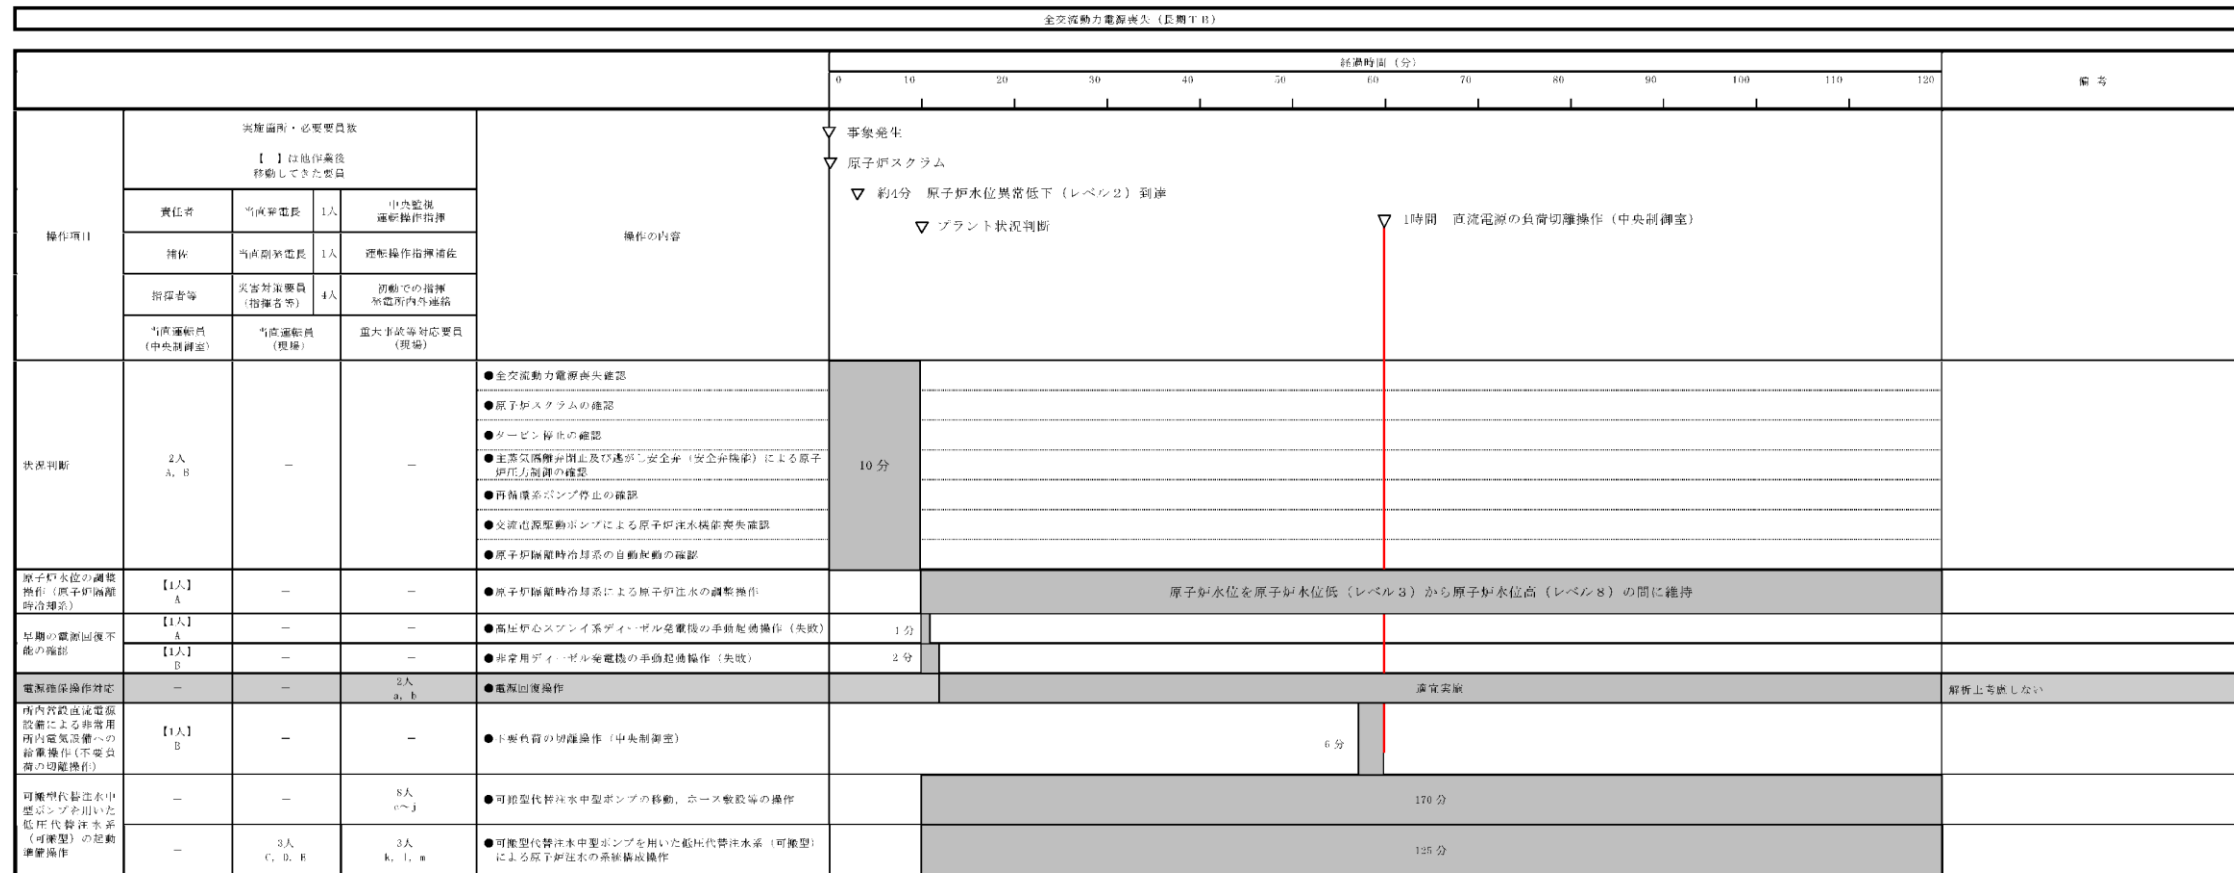 全交流動力電源喪失（長期ＴＢ）
経過時間（分）
備 考
0 10 20 30 40 50 60 70 80 90 100 110 120
操作項目
実施箇所・必要要員数
【　】は他作業後
移動してきた要員
操作の内容
責任者 当直発電長 1人 中央監視
運転操作指揮
補佐 当直副発電長 1人 運転操作指揮補佐
指揮者等 災害対策要員
（指揮者等） 4人 初動での指揮
発電所内外連絡
当直運転員
（中央制御室）
当直運転員
（現場）
重大事故等対応要員
（現場）
▽ 事象発生
▽ 原子炉スクラム
▽ 約4分　原子炉水位異常低下（レベル２）到達
▽ プラント状況判断
▽ 1時間　直流電源の負荷切離操作（中央制御室）
状況判断
2人
A, B
－
－
●全交流動力電源喪失確認
●原子炉スクラムの確認
●タービン停止の確認
●主蒸気隔離弁閉止及び逃がし安全弁（安全弁機能）による原子
炉圧力制御の確認
●再循環系ポンプ停止の確認
●交流電源駆動ポンプによる原子炉注水機能喪失確認
●原子炉隔離時冷却系の自動起動の確認
10 分
原子炉水位の調整
操作（原子炉隔離
時冷却系）
【1人】
A
－
－
●原子炉隔離時冷却系による原子炉注水の調整操作
原子炉水位を原子炉水位低（レベル３）から原子炉水位高（レベル８）の間に維持
早期の電源回復不
能の確認
【1人】
A
－
－
●高圧炉心スプレイ系ディーゼル発電機の手動起動操作（失敗）
1 分
【1人】
B
－
－
●非常用ディーゼル発電機の手動起動操作（失敗）
2 分
電源確保操作対応
－
－
2人
a, b
●電源回復操作
適宜実施
解析上考慮しない
所内常設直流電源
設備による非常用
所内電気設備への
給電操作(不要負
荷の切離操作)
【1人】
B
－
－
●不要負荷の切離操作（中央制御室）
6 分
可搬型代替注水中
型ポンプを用いた
低圧代替注水系
（可搬型）の起動
準備操作
－
－
8人
c～j
●可搬型代替注水中型ポンプの移動，ホース敷設等の操作
170 分
－
3人
C, D, E
3人
k, l, m
●可搬型代替注水中型ポンプを用いた低圧代替注水系（可搬型）
による原子炉注水の系統構成操作
125 分